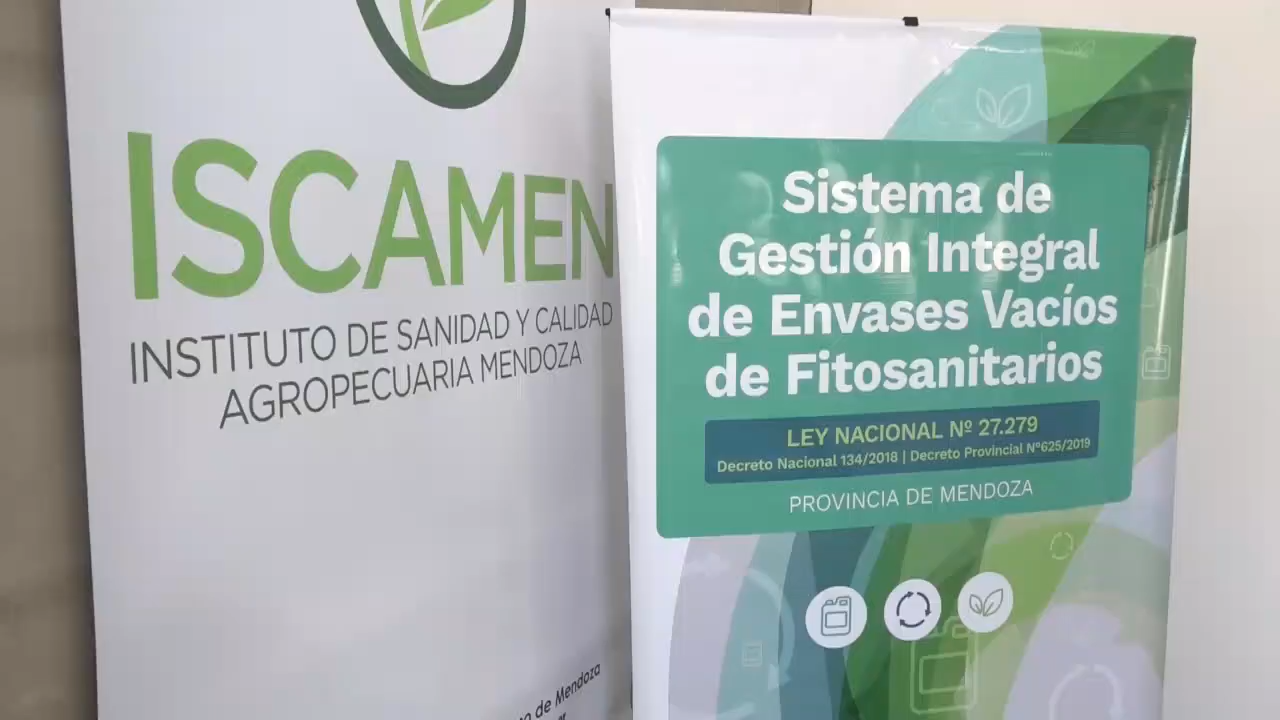 ISCAMEN
INSTITUTO DE SANIDAD Y CALIDAD
AGROPECUARIA MENDOZA
de Mendoza
Sistema de
Gestión Integral
de Envases Vacíos
de Fitosanitarios
LEY NACIONAL Nº 27.279
Decreto Nacional 134/2018 | Decreto Provincial Nº625/2019
PROVINCIA DE MENDOZA